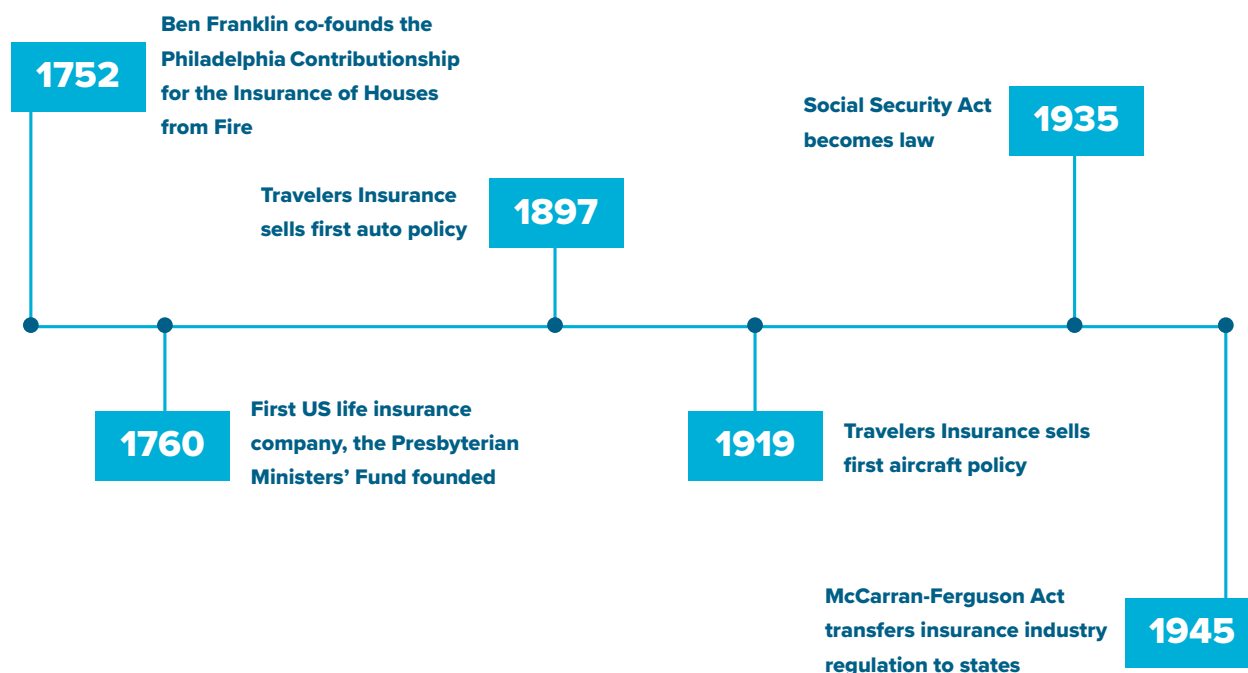 1752
Ben Franklin co-founds the
Philadelphia Contributionship
for the Insurance of Houses
from Fire
1760
First US life insurance
company, the Presbyterian
Ministers’ Fund founded
Travelers Insurance
sells first auto policy
1897
1919
Travelers Insurance sells
first aircraft policy
Social Security Act
becomes law
1935
McCarran-Ferguson Act
transfers insurance industry
regulation to states
1945